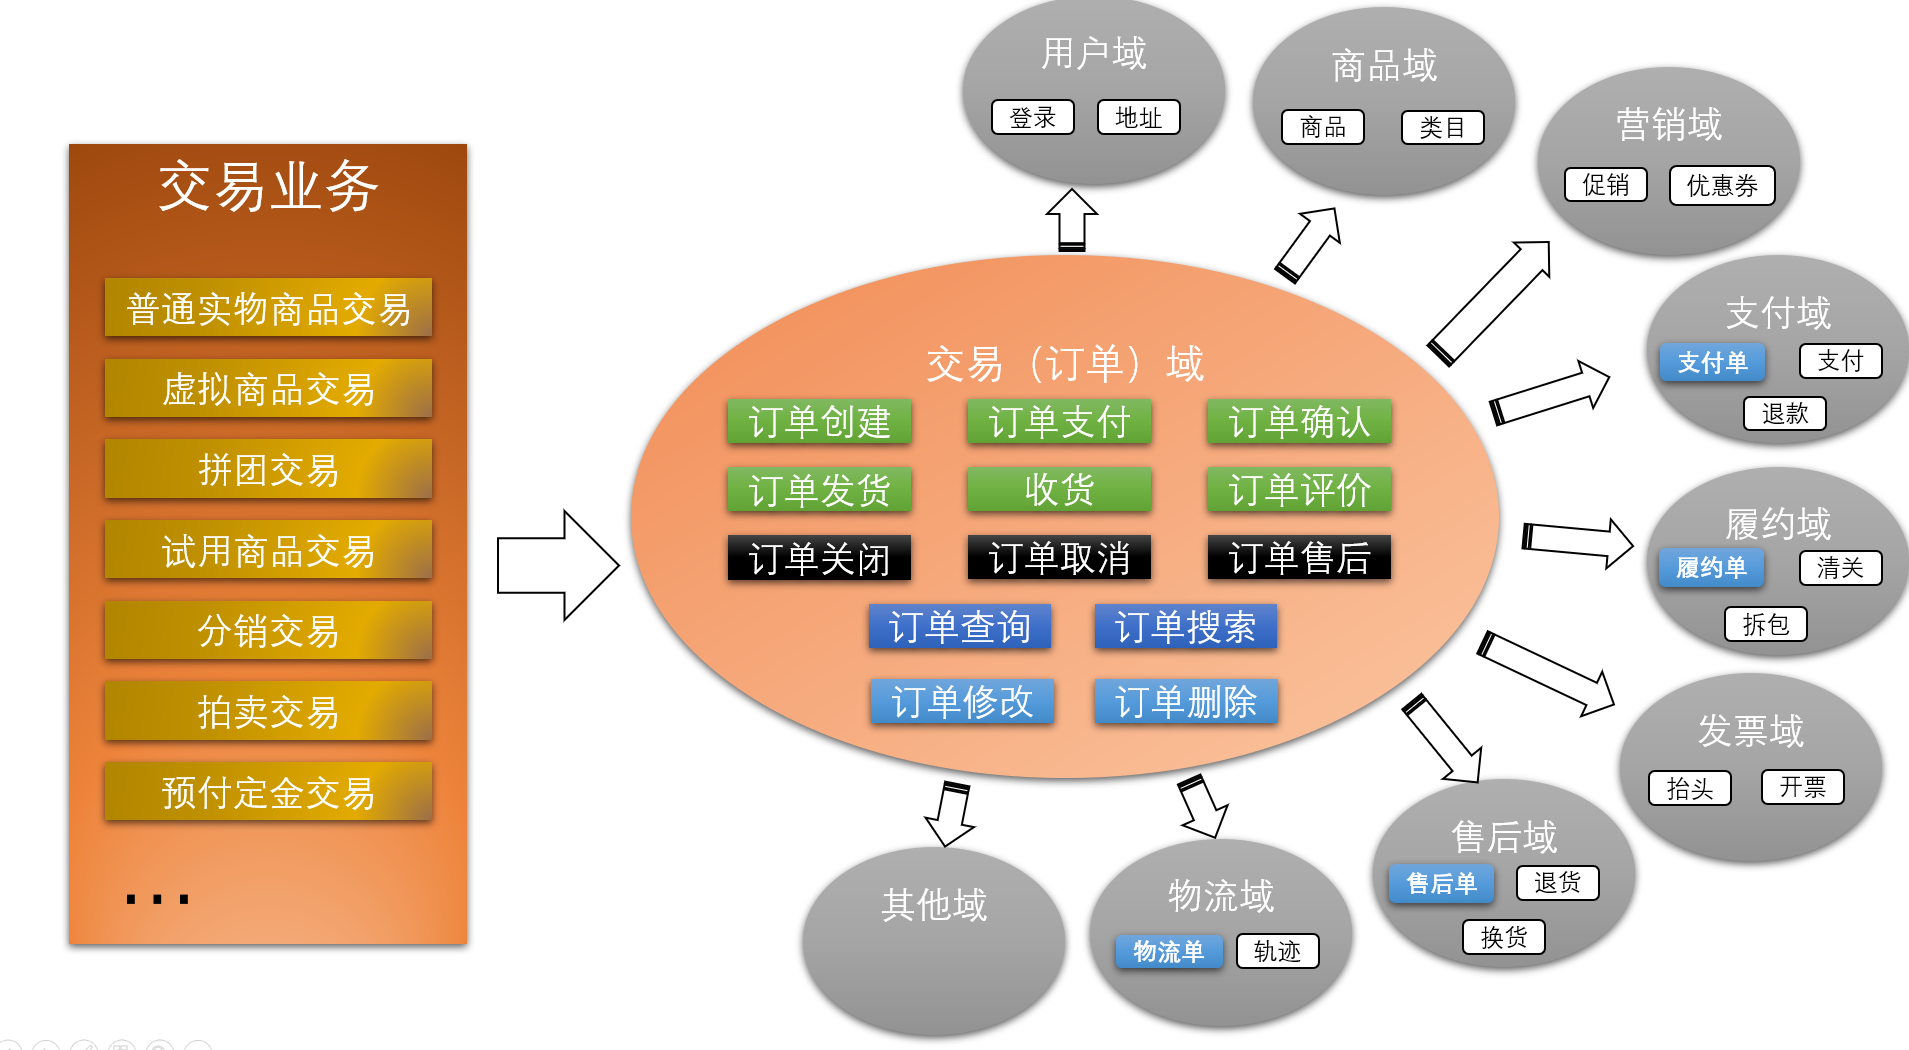 交易业务
普通实物商品交易
虚拟商品交易
拼团交易
试用商品交易
分销交易
拍卖交易
预付定金交易
...
交易（订单）域
订单创建
订单支付
订单确认
订单发货
收货
订单评价
订单关闭
订单取消
订单售后
订单查询
订单搜索
订单修改
订单删除
用户域
登录
地址
商品域
商品
类目
营销域
促销
优惠券
支付域
支付单
支付
退款
履约域
履约单
清关
拆包
发票域
抬头
开票
售后域
售后单
退货
换货
物流域
物流单
轨迹
其他域